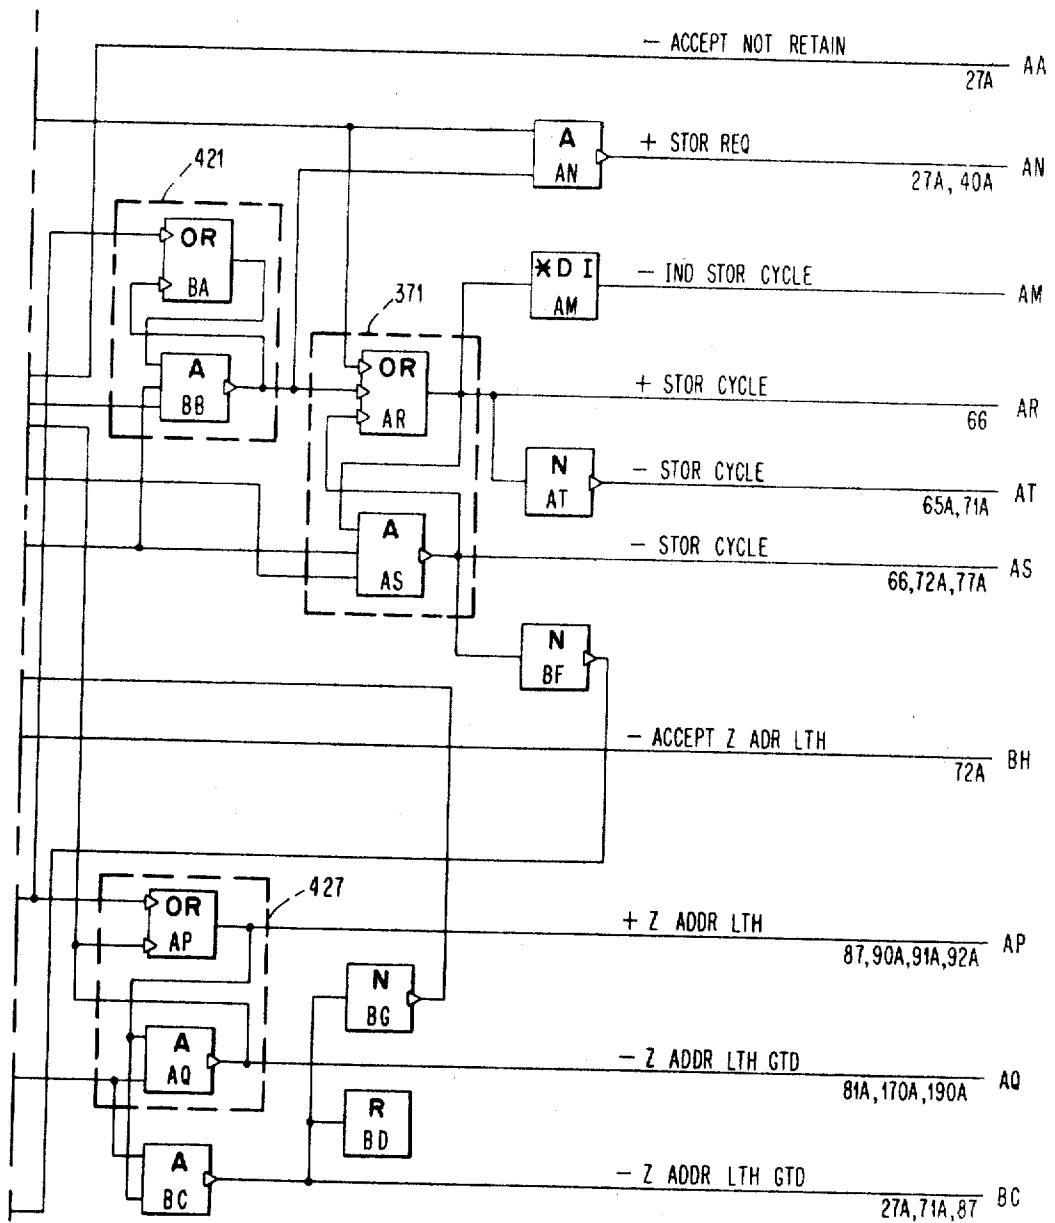 — ACCEPT NOT RETAIN
27A
AA
A
AN
+ STOR REQ
27A, 40A
AN
421
OR
BA
*D I
AM
— IND STOR CYCLE
AM
371
A
BB
OR
AR
+ STOR CYCLE
66
AR
N
AT
— STOR CYCLE
65A,71A
AT
A
AS
— STOR CYCLE
66,72A,77A
AS
N
BF
— ACCEPT Z ADR LTH
72A
BH
427
OR
AP
+ Z ADDR LTH
87,90A,91A,92A
AP
N
BG
A
AQ
— Z ADDR LTH GTD
81A,170A,190A
AQ
R
BD
A
BC
— Z ADDR LTH GTD
27A,71A,87
BC